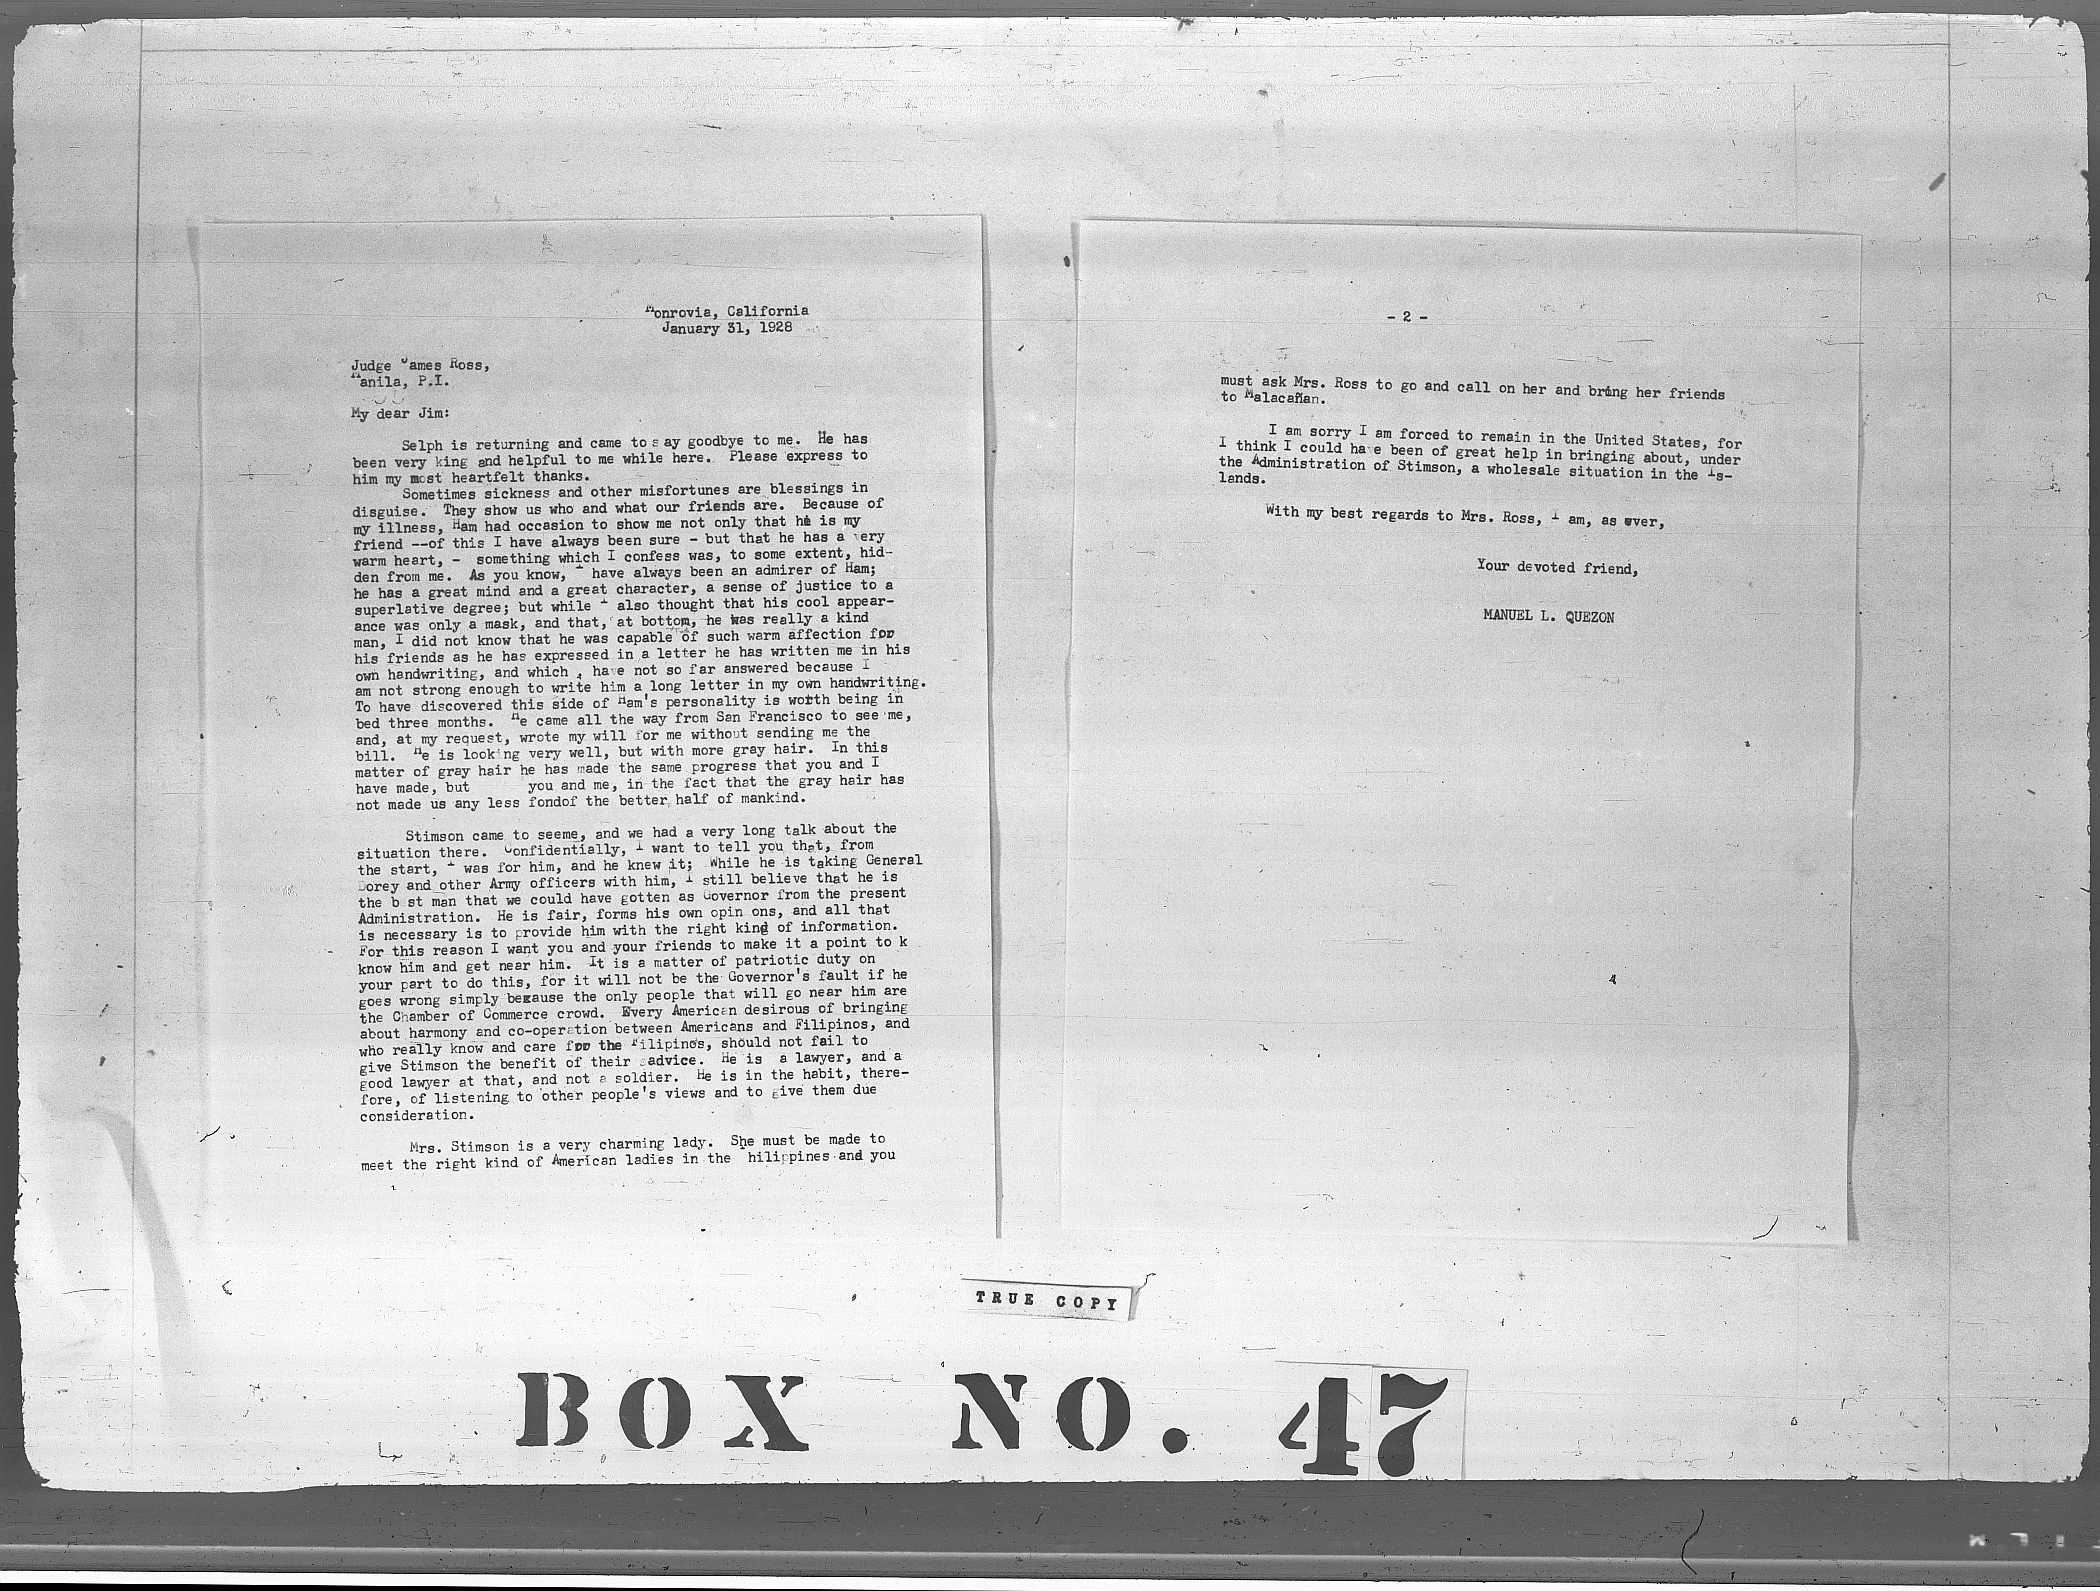 Monrovia, California
January 31, 1928
Judge James Ross,
Manila, P.I.
My dear Jim:
Selph is returning and came to say goodbye to me. He has
been very king and helpful to me while here. Please express to
him my most heartfelt thanks.
Sometimes sickness and other misfortunes are blessings in
disguise. They show us who and what our friends are. Because of
my illness, Ham had occasion to show me not only that he is my
friend --of this I have always been sure - but that he has a very
warm heart, - something which I confess was, to some extent, hid-
den from me. As you know, I have always been an admirer of Ham;
he has a great mind and a great character, a sense of justice to a
superlative degree; but while I also thought that his cool appear-
ance was only a mask, and that, at bottom, he was really a kind
man, I did not know that he was capable of such warm affection for
his friends as he has expressed in a letter he has written me in his
own handwriting, and which I have not so far answered because I
am not strong enough to write him a long letter in my own handwriting.
To have discovered this side of Ham's personality is worth being in
bed three months. He came all the way from San Francisco to see me,
and, at my request, wrote my will for me without sending me the
bill. He is looking very well, but with more gray hair. In this
matter of gray hair he has made the same progress that you and I
have made, but you and me, in the fact that the gray hair has
not made us any less fondof the better half of mankind.
Stimson came to seeme, and we had a very long talk about the
situation there. Confidentially, I want to tell you that, from
the start, I was for him, and he knew it; While he is taking General
Dorey and other Army officers with him, I still believe that he is
the best man that we could have gotten as Governor from the present
Administration. He is fair, forms his own opinions, and all that
is necessary is to provide him with the right kind of information.
For this reason I want you and your friends to make it a point to k
know him and get near him. It is a matter of patriotic duty on
your part to do this, for it will not be the Governor's fault if he
goes wrong simply because the only people that will go near him are
the Chamber of Commerce crowd. Every American desirous of bringing
about harmony and co-operation between Americans and Filipinos, and
who really know and care for the Filipinos, should not fail to
give Stimson the benefit of their advice. He is a lawyer, and a
good lawyer at that, and not a soldier. He is in the habit, there-
fore, of listening to other people's views and to give them due
consideration.
Mrs. Stimson is a very charming lady. She must be made to
meet the right kind of American ladies in the Philippines and you
- 2 -
must ask Mrs. Ross to go and call on her and bring her friends
to Malacañan.
I am sorry I am forced to remain in the United States, for
I think I could have been of great help in bringing about, under
the Administration of Stimson, a wholesale situation in the Is-
lands.
With my best regards to Mrs. Ross, I am, as ever,
Your devoted friend,
MANUEL L. QUEZON
TRUE COPY
BOX NO. 47